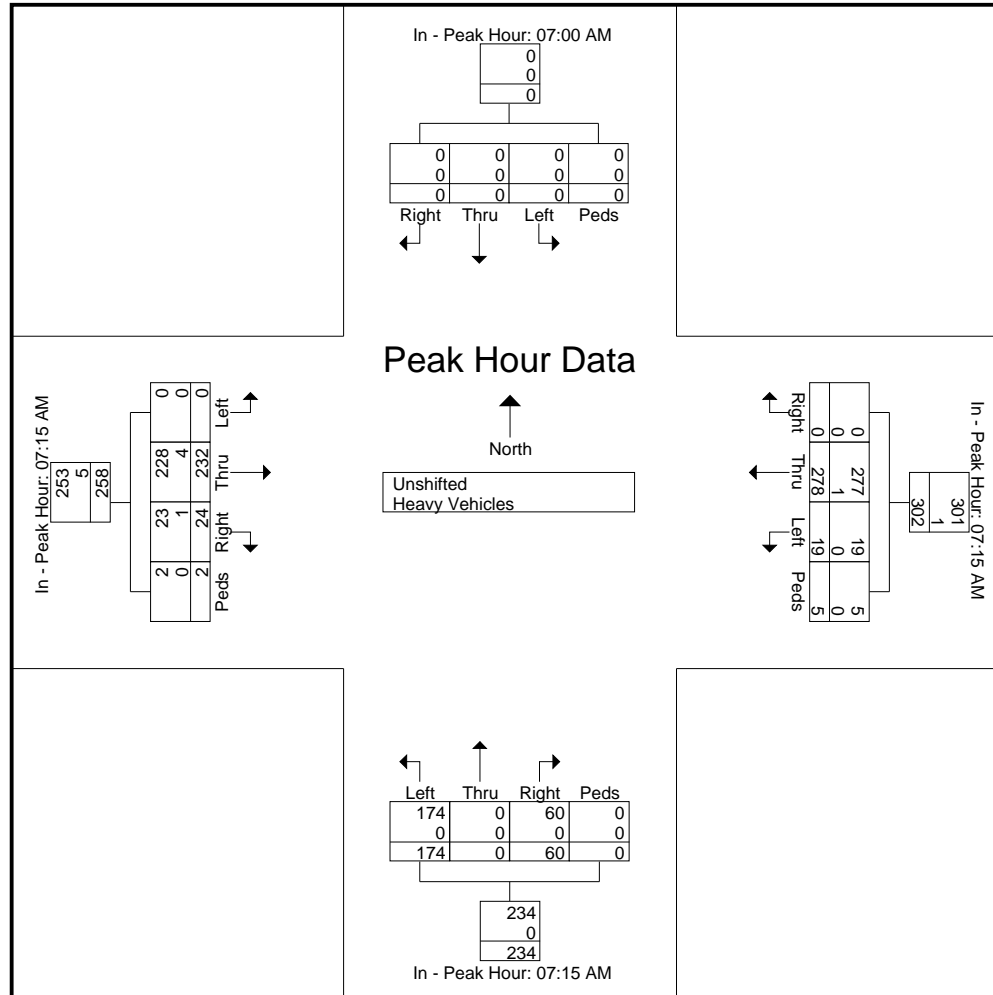 In - Peak Hour: 07:00 AM
0
0
0
0 0 0 0
0 0 0 0
0 0 0 0
Right Thru Left Peds
Peak Hour Data
North
Unshifted
Heavy Vehicles
In - Peak Hour: 07:15 AM
253
5
258
0 228 23 2
0 4 1 0
0 232 24 2
Left Thru Right Peds
Right Thru Left Peds
0 278 19 5
0 1 0 0
0 277 19 5
302
1
301
In - Peak Hour: 07:15 AM
Left Thru Right Peds
174 0 60 0
0 0 0 0
174 0 60 0
234
0
234
In - Peak Hour: 07:15 AM